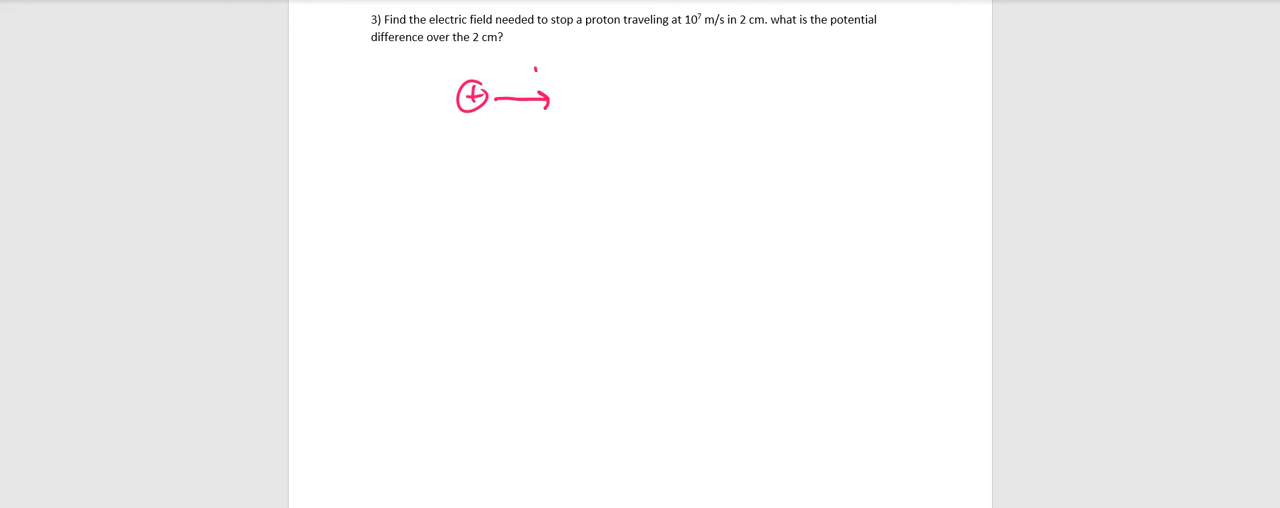 3) Find the electric field needed to stop a proton traveling at 10⁷ m/s in 2 cm. what is the potential
difference over the 2 cm?
+